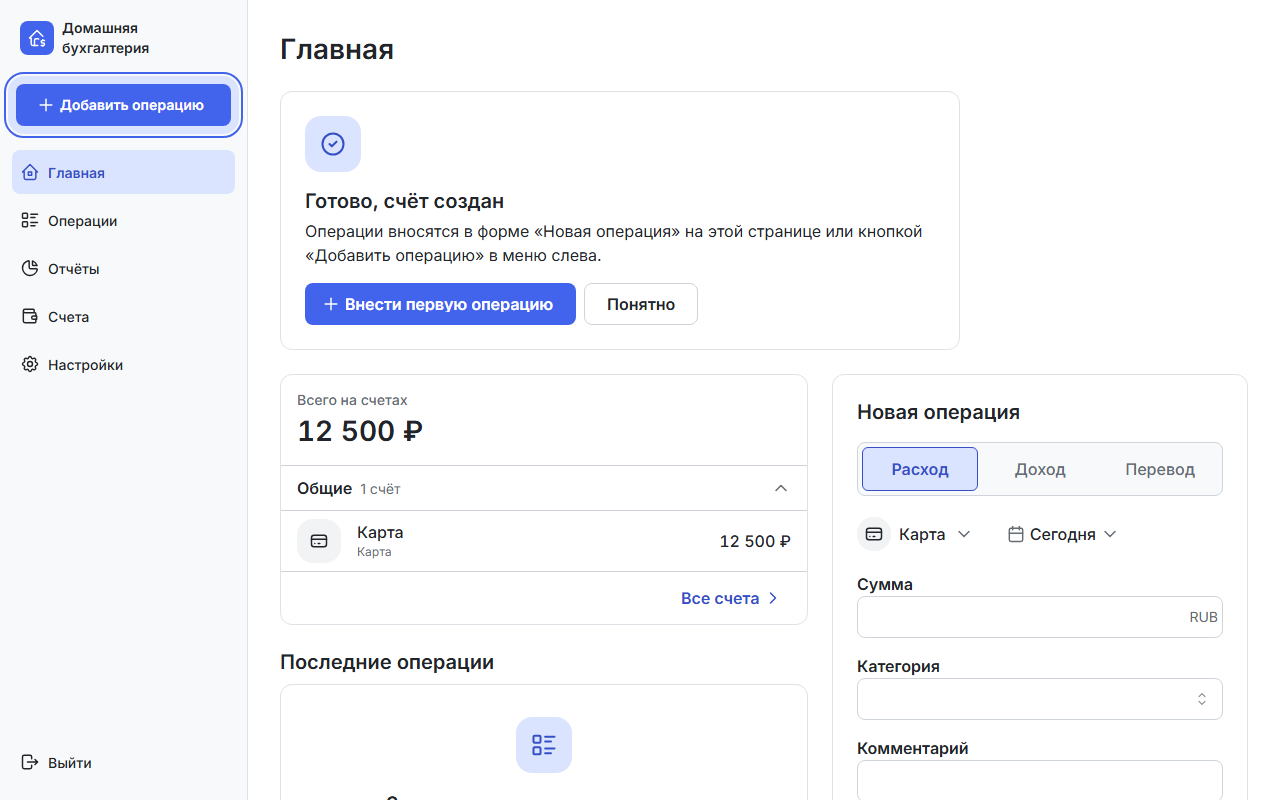 Домашняя
бухгалтерия
Добавить операцию
Главная
Операции
Отчёты
Счета
Настройки
Выйти
Главная
Готово, счёт создан
Операции вносятся в форме «Новая операция» на этой странице или кнопкой
«Добавить операцию» в меню слева.
Внести первую операцию
Понятно
Всего на счетах
12 500 ₽
Общие 1 счёт
Карта
Карта
12 500 ₽
Все счета
Последние операции
Новая операция
Расход Доход Перевод
Карта Сегодня
Сумма
RUB
Категория
Комментарий